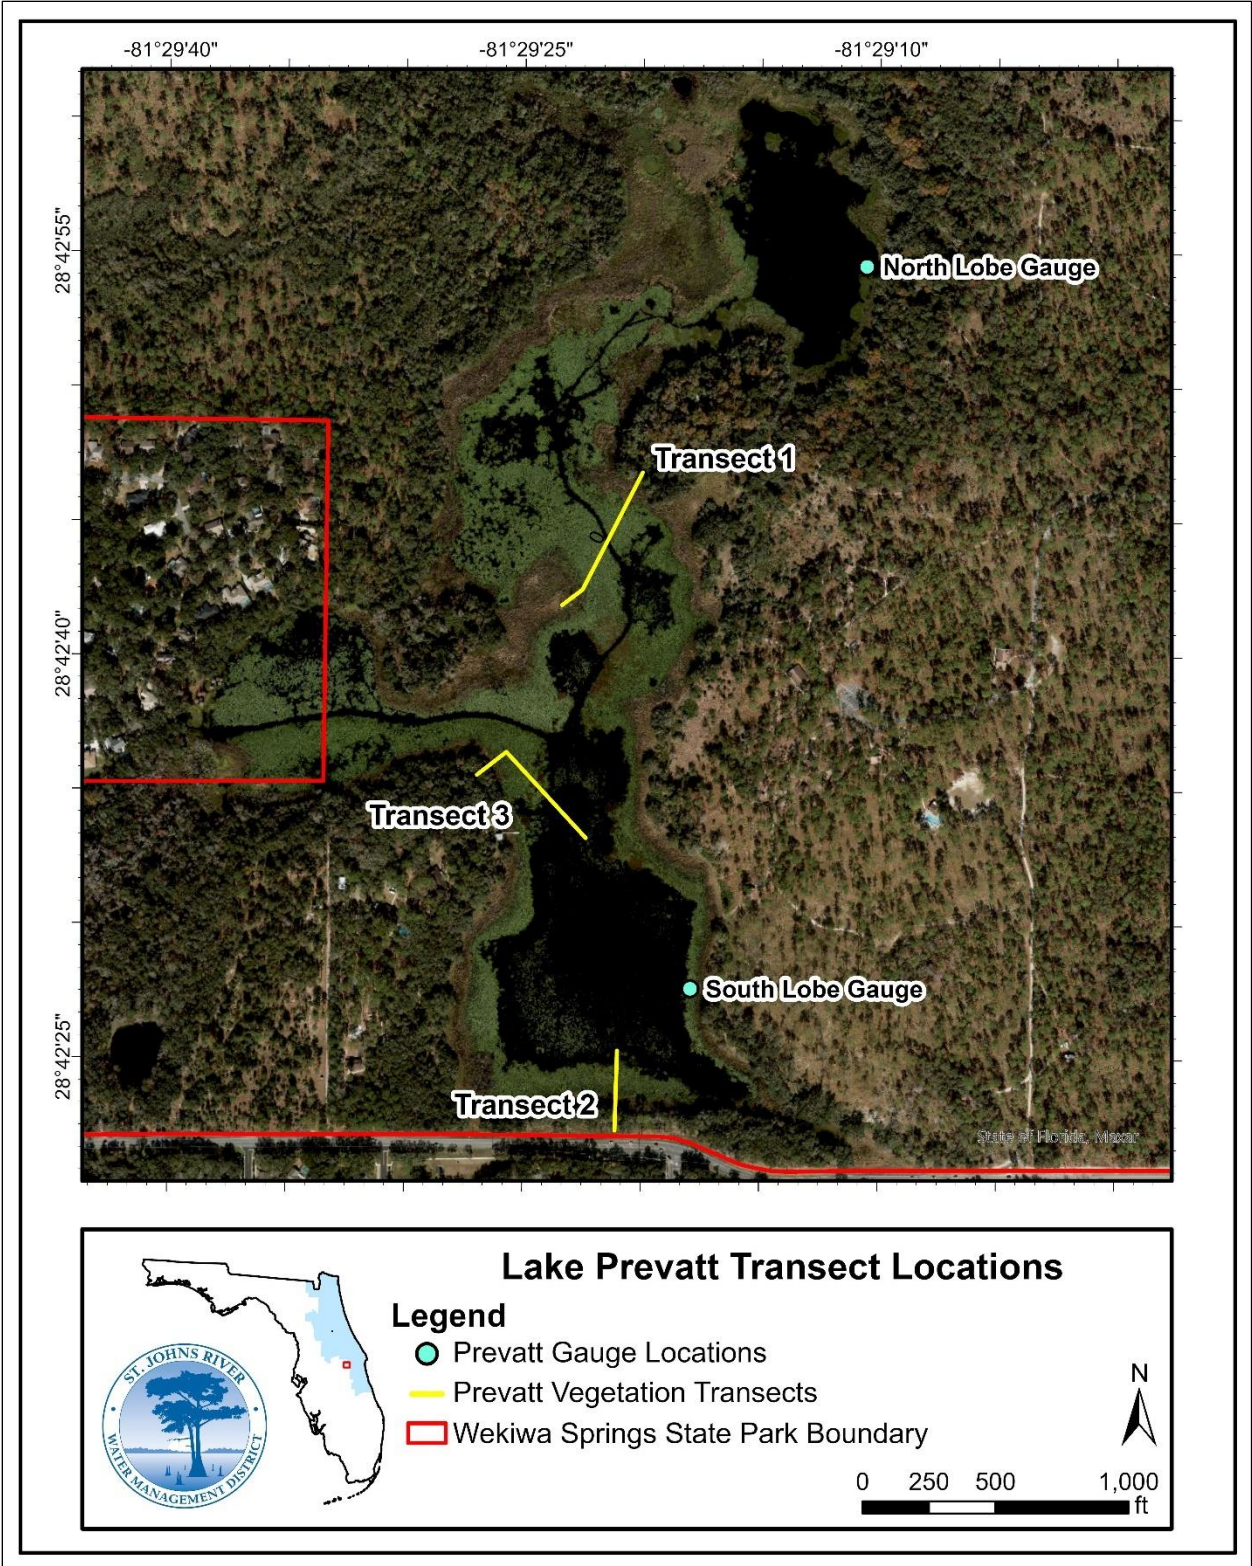 -81°29'40" -81°29'25" -81°29'10"
28°42'55"
North Lobe Gauge
Transect 1
28°42'40"
Transect 3
South Lobe Gauge
28°42'25"
Transect 2
State of Florida, Maxar
Lake Prevatt Transect Locations
Legend
Prevatt Gauge Locations
Prevatt Vegetation Transects
Wekiwa Springs State Park Boundary
ST. JOHNS RIVER
WATER MANAGEMENT DISTRICT
N
0 250 500 1,000
ft